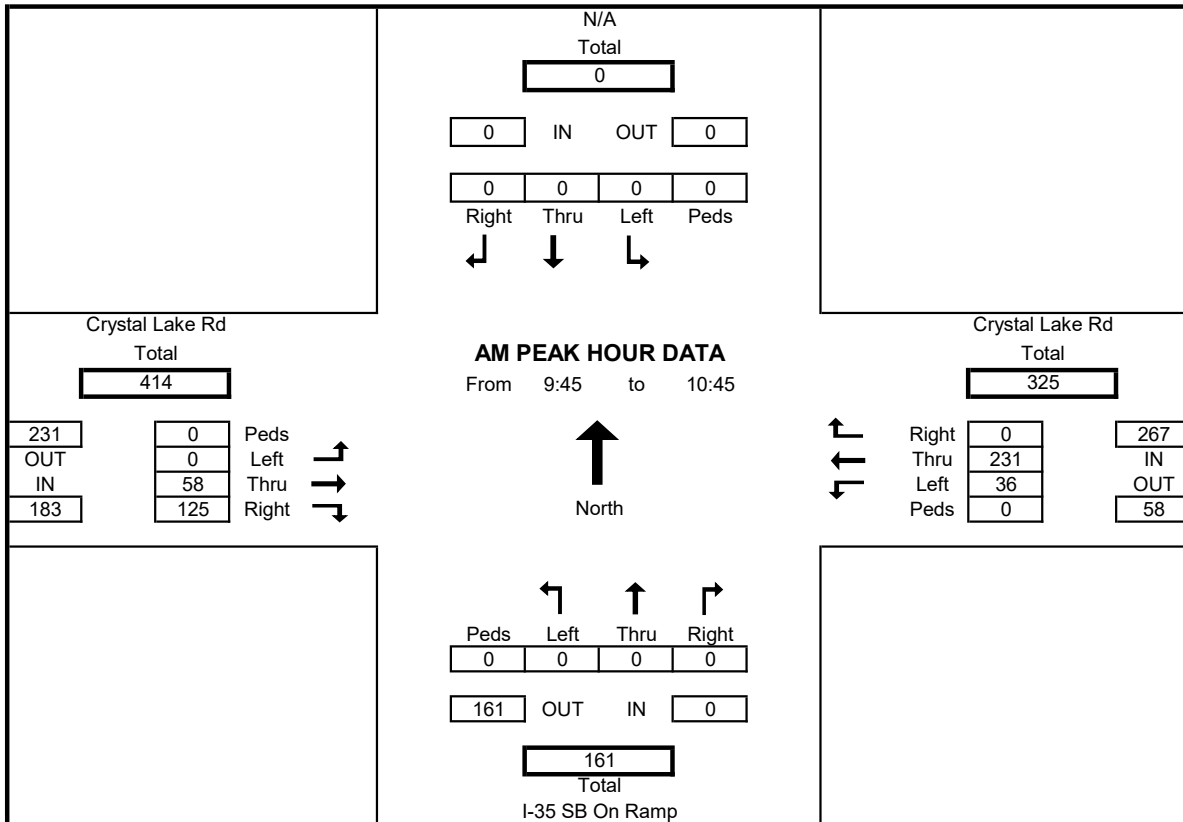 N/A
Total
0
0 IN OUT 0
0 0 0 0
Right Thru Left Peds
Crystal Lake Rd
Total
414
231 0 Peds
OUT 0 Left
IN 58 Thru
183 125 Right
AM PEAK HOUR DATA
From 9:45 to 10:45
North
Crystal Lake Rd
Total
325
Right 0 267
Thru 231 IN
Left 36 OUT
Peds 0 58
Peds Left Thru Right
0 0 0 0
161 OUT IN 0
161
Total
I-35 SB On Ramp